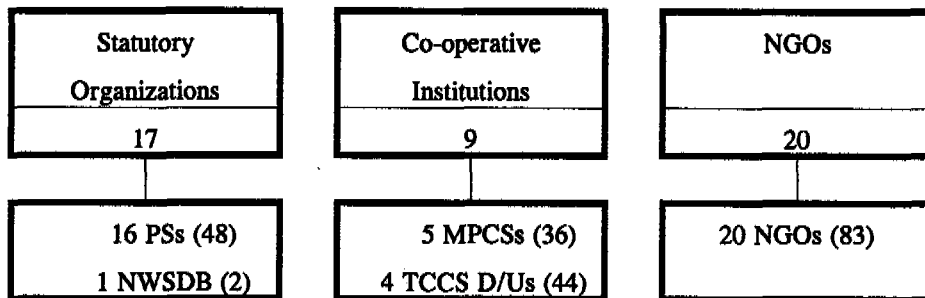 Statutory
Organizations
17
Co-operative
Institutions
9
NGOs
20
16 PSs (48)
1 NWSDB (2)
5 MPCSs (36)
4 TCCS D/Us (44)
20 NGOs (83)